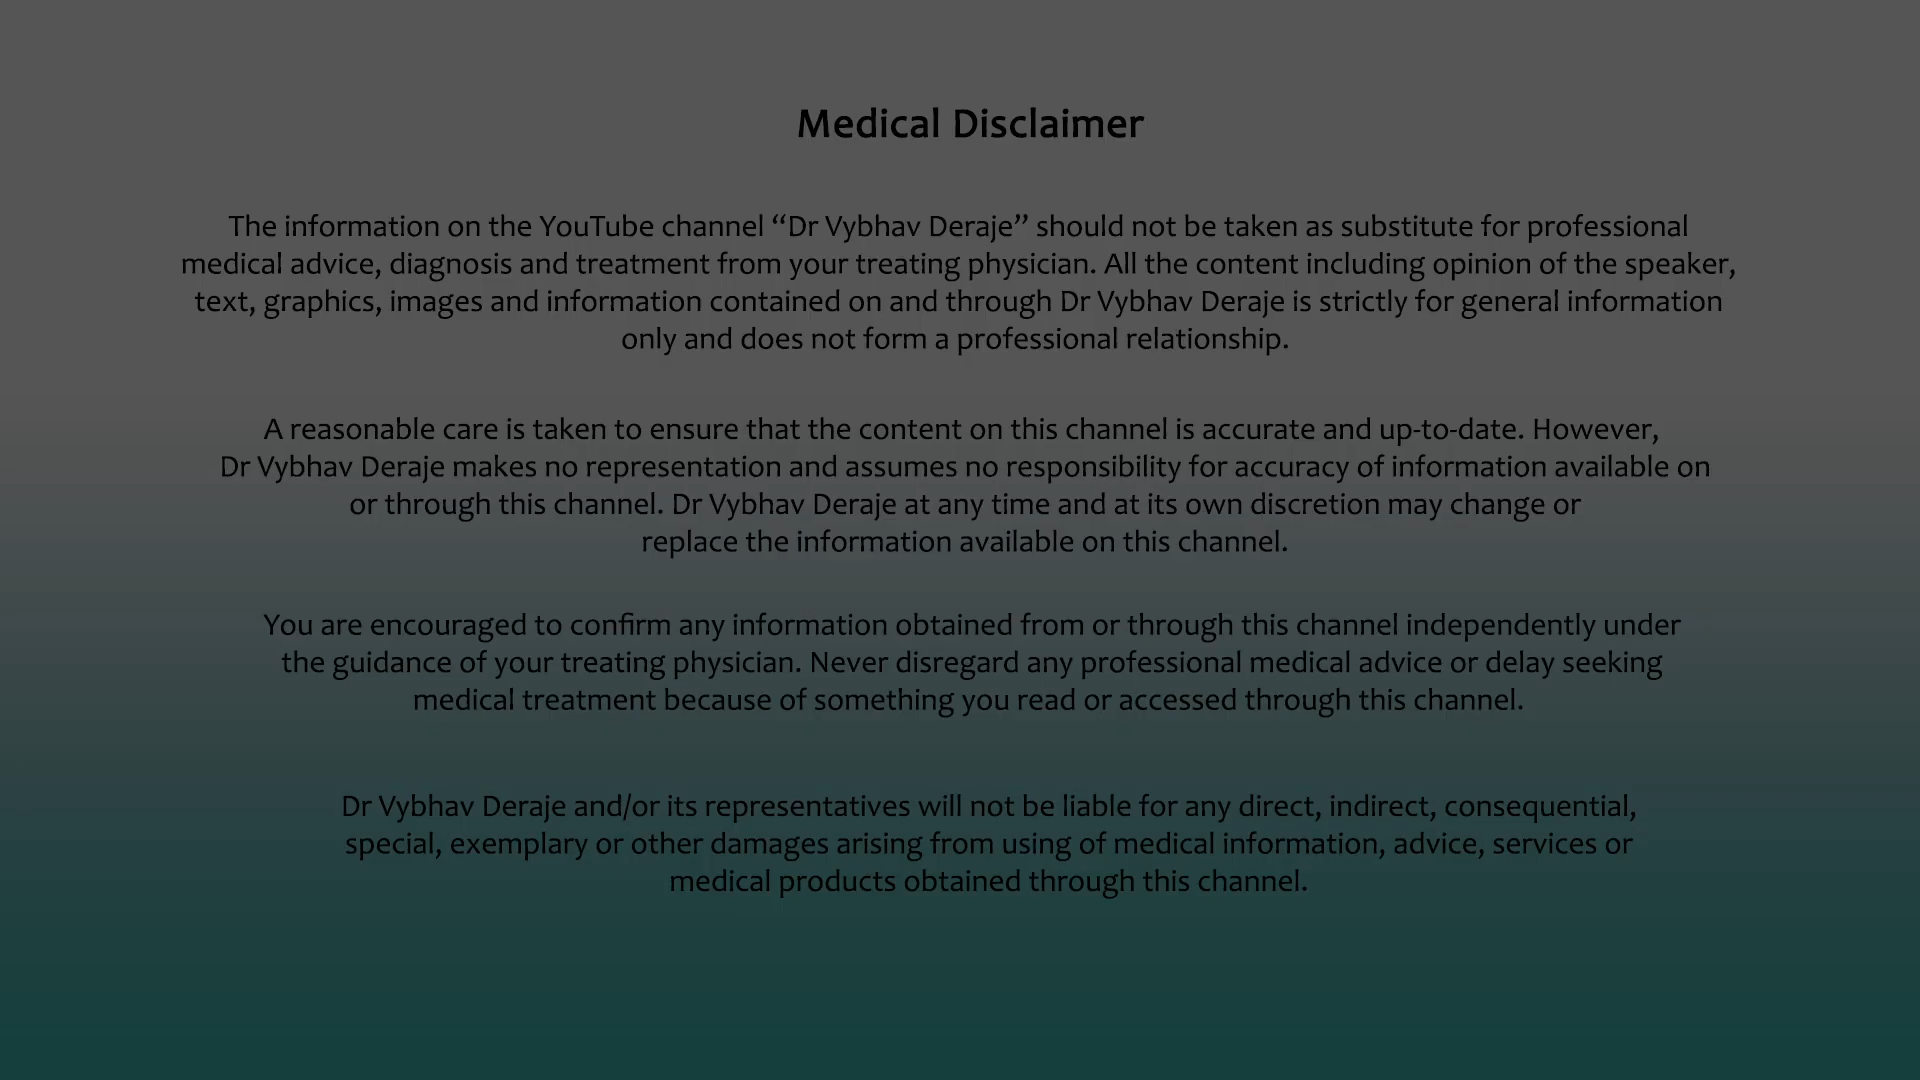 Medical Disclaimer
The information on the YouTube channel “Dr Vybhav Deraje” should not be taken as substitute for professional
medical advice, diagnosis and treatment from your treating physician. All the content including opinion of the speaker,
text, graphics, images and information contained on and through Dr Vybhav Deraje is strictly for general information
only and does not form a professional relationship.
A reasonable care is taken to ensure that the content on this channel is accurate and up-to-date. However,
Dr Vybhav Deraje makes no representation and assumes no responsibility for accuracy of information available on
or through this channel. Dr Vybhav Deraje at any time and at its own discretion may change or
replace the information available on this channel.
You are encouraged to confirm any information obtained from or through this channel independently under
the guidance of your treating physician. Never disregard any professional medical advice or delay seeking
medical treatment because of something you read or accessed through this channel.
Dr Vybhav Deraje and/or its representatives will not be liable for any direct, indirect, consequential,
special, exemplary or other damages arising from using of medical information, advice, services or
medical products obtained through this channel.